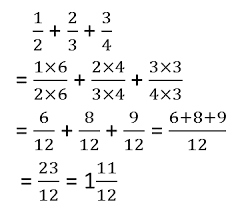 1/2 + 2/3 + 3/4
= 1×6/2×6 + 2×4/3×4 + 3×3/4×3
= 6/12 + 8/12 + 9/12 = 6+8+9/12
= 23/12 = 1 11/12